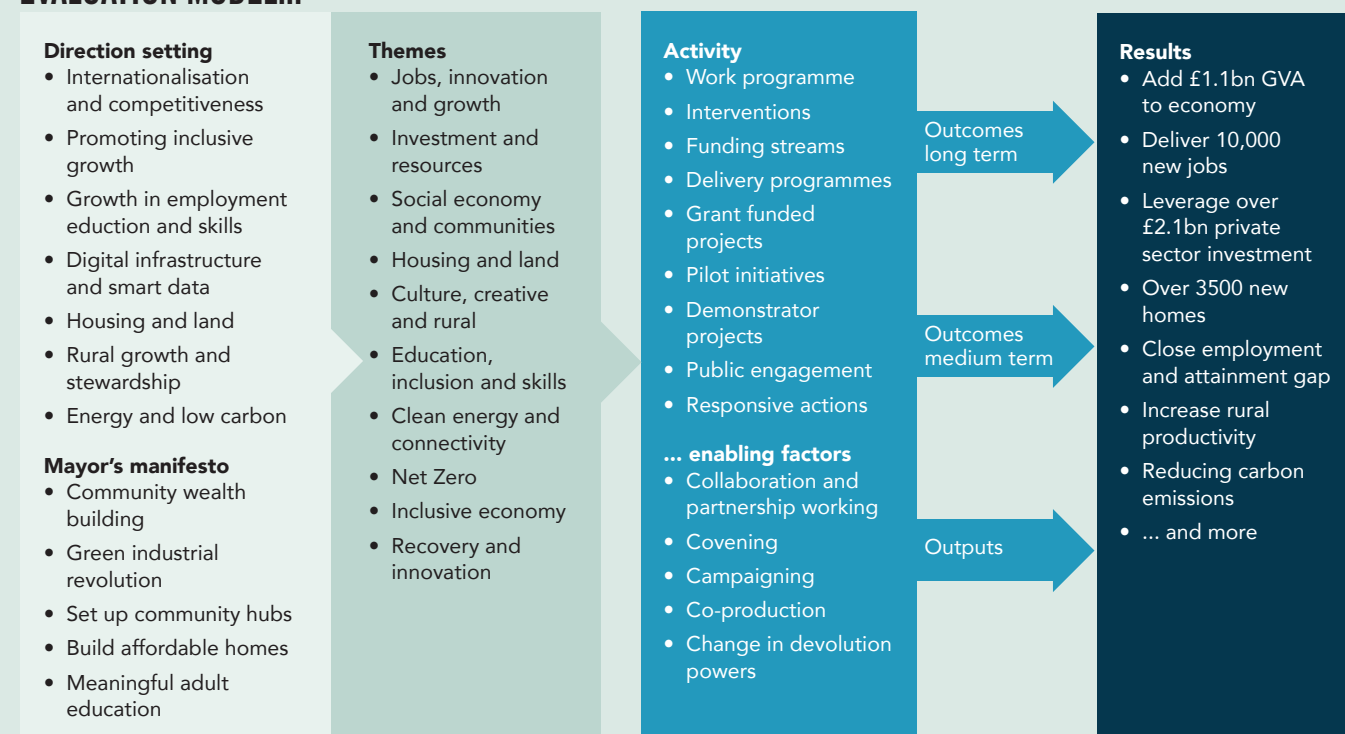 EVALUATION MODEL...
Direction setting
• Internationalisation
and competitiveness
• Promoting inclusive
growth
• Growth in employment
eduction and skills
• Digital infrastructure
and smart data
• Housing and land
• Rural growth and
stewardship
• Energy and low carbon
Mayor’s manifesto
• Community wealth
building
• Green industrial
revolution
• Set up community hubs
• Build affordable homes
• Meaningful adult
education
Themes
• Jobs, innovation
and growth
• Investment and
resources
• Social economy
and communities
• Housing and land
• Culture, creative
and rural
• Education,
inclusion and skills
• Clean energy and
connectivity
• Net Zero
• Inclusive economy
• Recovery and
innovation
Activity
• Work programme
• Interventions
• Funding streams
• Delivery programmes
• Grant funded
projects
• Pilot initiatives
• Demonstrator
projects
• Public engagement
• Responsive actions
... enabling factors
• Collaboration and
partnership working
• Covening
• Campaigning
• Co-production
• Change in devolution
powers
Outcomes
long term
Outcomes
medium term
Outputs
Results
• Add £1.1bn GVA
to economy
• Deliver 10,000
new jobs
• Leverage over
£2.1bn private
sector investment
• Over 3500 new
homes
• Close employment
and attainment gap
• Increase rural
productivity
• Reducing carbon
emissions
• ... and more